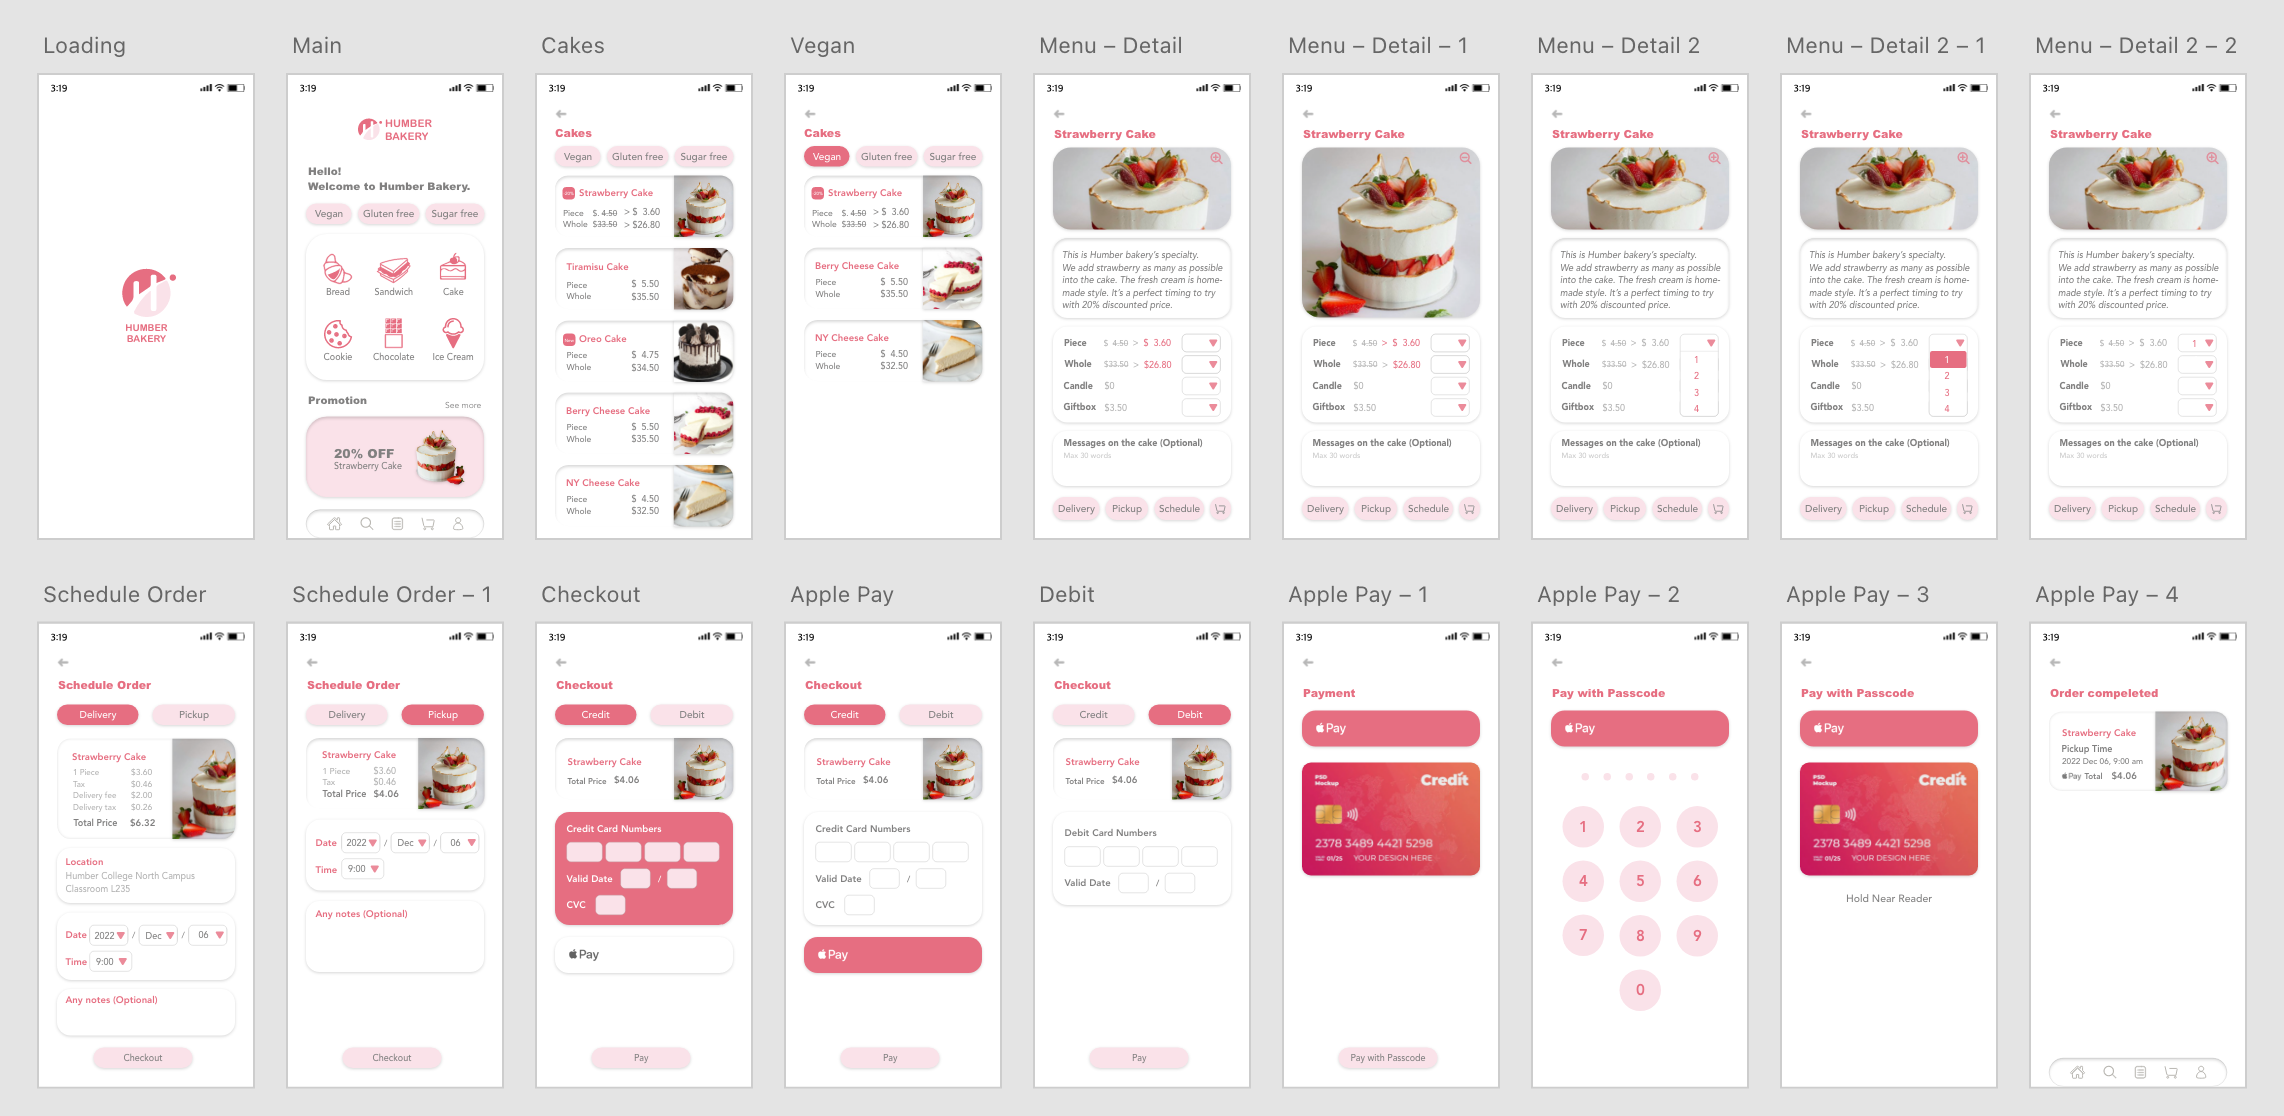 Loading
3:19
HUMBER
BAKERY
Main
3:19
HUMBER
BAKERY
Hello!
Welcome to Humber Bakery.
Vegan Gluten free Sugar free
Bread Sandwich Cake
Cookie Chocolate Ice Cream
Promotion See more
20% OFF
Strawberry Cake
Cakes
3:19
Cakes
Vegan Gluten free Sugar free
Strawberry Cake
Piece $. 4.50 > $ 3.60
Whole $33.50 > $26.80
Tiramisu Cake
Piece $ 5.50
Whole $35.50
Oreo Cake
Piece $ 4.75
Whole $34.50
Berry Cheese Cake
Piece $ 5.50
Whole $35.50
NY Cheese Cake
Piece $ 4.50
Whole $32.50
Vegan
3:19
Cakes
Vegan Gluten free Sugar free
Strawberry Cake
Piece $. 4.50 > $ 3.60
Whole $33.50 > $26.80
Berry Cheese Cake
Piece $ 5.50
Whole $35.50
NY Cheese Cake
Piece $ 4.50
Whole $32.50
Menu – Detail
3:19
Strawberry Cake
This is Humber bakery's specialty.
We add strawberry as many as possible
into the cake. The fresh cream is home-
made style. It's a perfect timing to try
with 20% discounted price.
Piece $ 4.50 > $ 3.60
Whole $33.50 > $26.80
Candle $0
Giftbox $3.50
Messages on the cake (Optional)
Max 30 words
Delivery Pickup Schedule
Menu – Detail – 1
3:19
Strawberry Cake
Piece $ 4.50 > $ 3.60
Whole $33.50 > $26.80
Candle $0
Giftbox $3.50
Messages on the cake (Optional)
Max 30 words
Delivery Pickup Schedule
Menu – Detail 2
3:19
Strawberry Cake
This is Humber bakery's specialty.
We add strawberry as many as possible
into the cake. The fresh cream is home-
made style. It's a perfect timing to try
with 20% discounted price.
Piece $ 4.50 > $ 3.60
Whole $33.50 > $26.80
Candle $0
Giftbox $3.50
1
2
3
4
Messages on the cake (Optional)
Max 30 words
Delivery Pickup Schedule
Menu – Detail 2 – 1
3:19
Strawberry Cake
This is Humber bakery's specialty.
We add strawberry as many as possible
into the cake. The fresh cream is home-
made style. It's a perfect timing to try
with 20% discounted price.
Piece $ 4.50 > $ 3.60
Whole $33.50 > $26.80
Candle $0
Giftbox $3.50
1
2
3
4
Messages on the cake (Optional)
Max 30 words
Delivery Pickup Schedule
Menu – Detail 2 – 2
3:19
Strawberry Cake
This is Humber bakery's specialty.
We add strawberry as many as possible
into the cake. The fresh cream is home-
made style. It's a perfect timing to try
with 20% discounted price.
Piece $ 4.50 > $ 3.60 1
Whole $33.50 > $26.80
Candle $0
Giftbox $3.50
Messages on the cake (Optional)
Max 30 words
Delivery Pickup Schedule
Schedule Order
3:19
Schedule Order
Delivery Pickup
Strawberry Cake
1 Piece $3.60
Tax $0.46
Delivery fee $2.00
Delivery tax $0.26
Total Price $6.32
Location
Humber College North Campus
Classroom L235
Date 2022 / Dec / 06
Time 9:00
Any notes (Optional)
Checkout
Schedule Order – 1
3:19
Schedule Order
Delivery Pickup
Strawberry Cake
1 Piece $3.60
Tax $0.46
Total Price $4.06
Date 2022 / Dec / 06
Time 9:00
Any notes (Optional)
Checkout
Checkout
3:19
Checkout
Credit Debit
Strawberry Cake
Total Price $4.06
Credit Card Numbers
Valid Date /
CVC
Pay
Pay
Apple Pay
3:19
Checkout
Credit Debit
Strawberry Cake
Total Price $4.06
Credit Card Numbers
Valid Date /
CVC
Pay
Pay
Debit
3:19
Checkout
Credit Debit
Strawberry Cake
Total Price $4.06
Debit Card Numbers
Valid Date /
Pay
Apple Pay – 1
3:19
Payment
Pay
PSD
Mockup
Credit
2378 3489 4421 5298
01/25 YOUR DESIGN HERE
Pay with Passcode
Apple Pay – 2
3:19
Pay with Passcode
Pay
1 2 3
4 5 6
7 8 9
0
Apple Pay – 3
3:19
Pay with Passcode
Pay
PSD
Mockup
Credit
2378 3489 4421 5298
01/25 YOUR DESIGN HERE
Hold Near Reader
Apple Pay – 4
3:19
Order compeleted
Strawberry Cake
Pickup Time
2022 Dec 06, 9:00 am
Pay Total $4.06